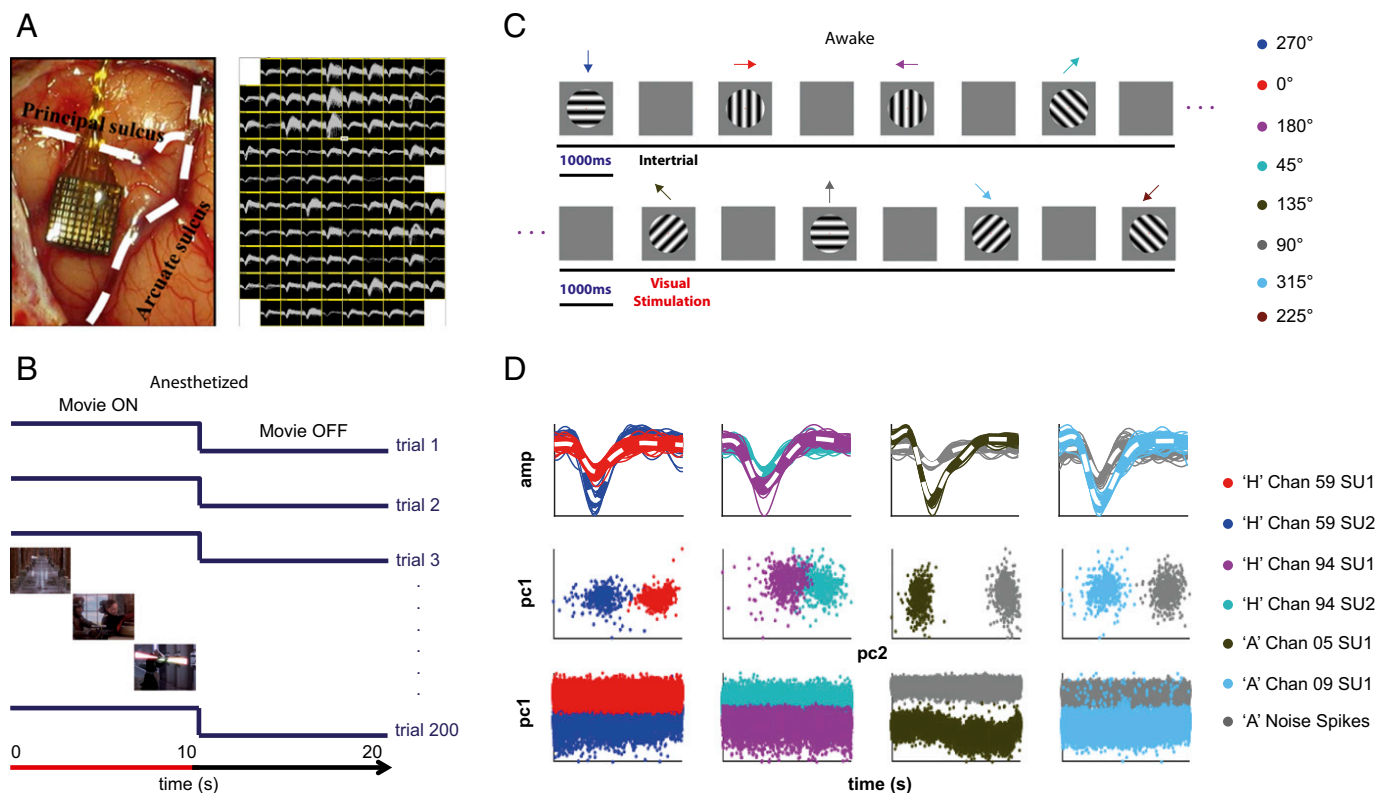 A
Principal sulcus
Arcuate sulcus
B
Anesthetized
Movie ON
Movie OFF
trial 1
trial 2
trial 3
trial 200
0 10 20
time (s)
C
Awake
1000ms
Intertrial
1000ms
Visual
Stimulation
270°
0°
180°
45°
135°
90°
315°
225°
D
amp
pc1
pc2
pc1
time (s)
'H' Chan 59 SU1
'H' Chan 59 SU2
'H' Chan 94 SU1
'H' Chan 94 SU2
'A' Chan 05 SU1
'A' Chan 09 SU1
'A' Noise Spikes